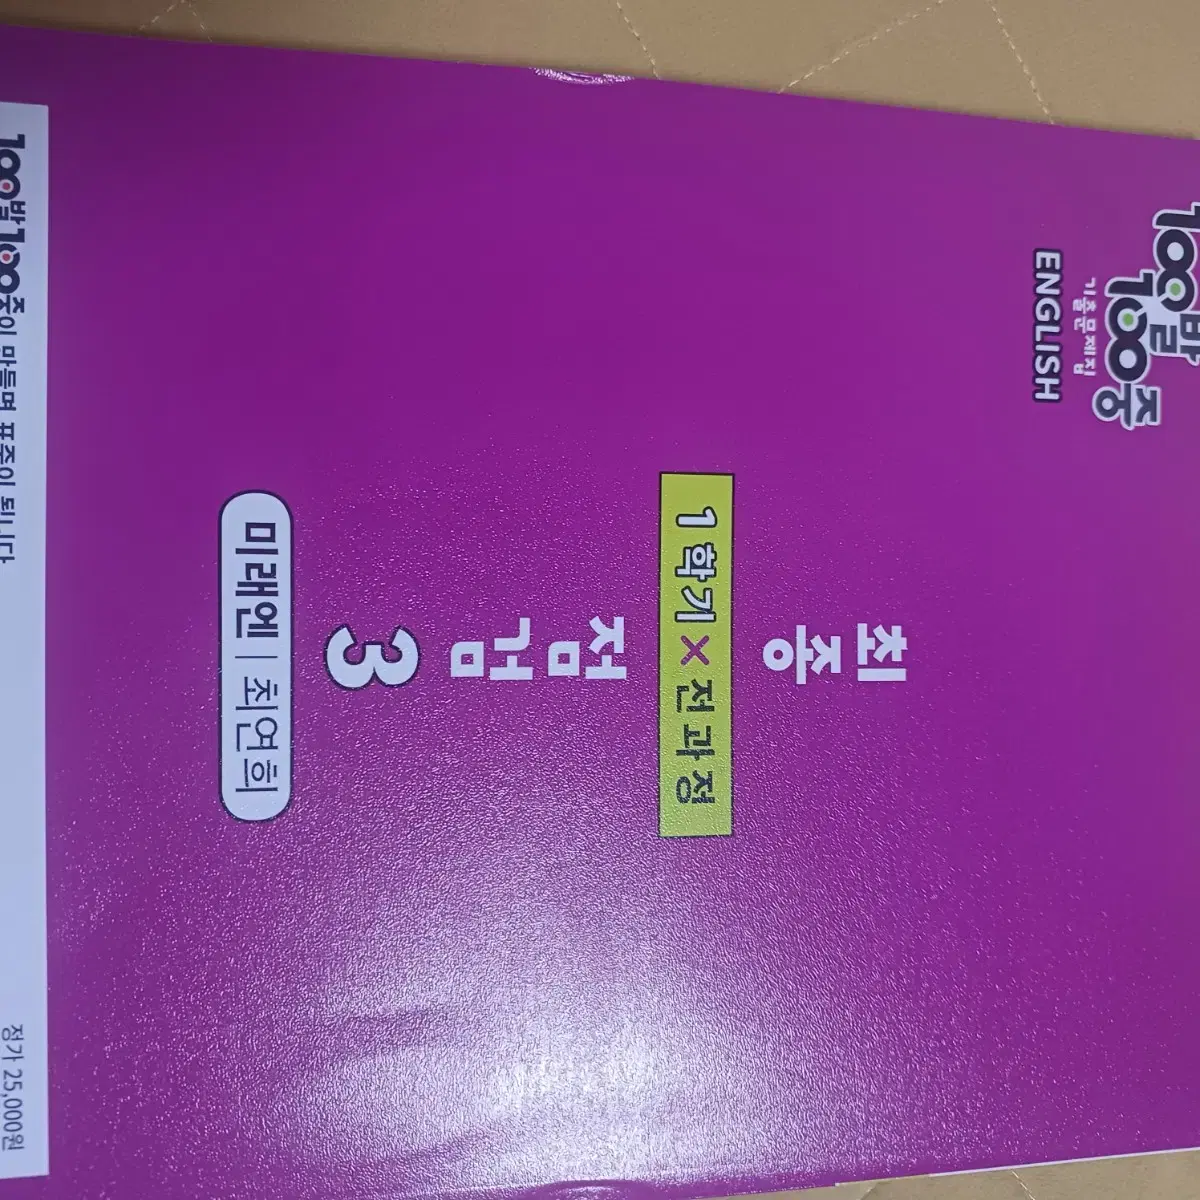 100발
100중
기출문제집
ENGLISH
최종
1학기×전과정
점검
3
미래엔 | 최연희
100발100중이 만들면 표준이 됩니다
정가 25,000원